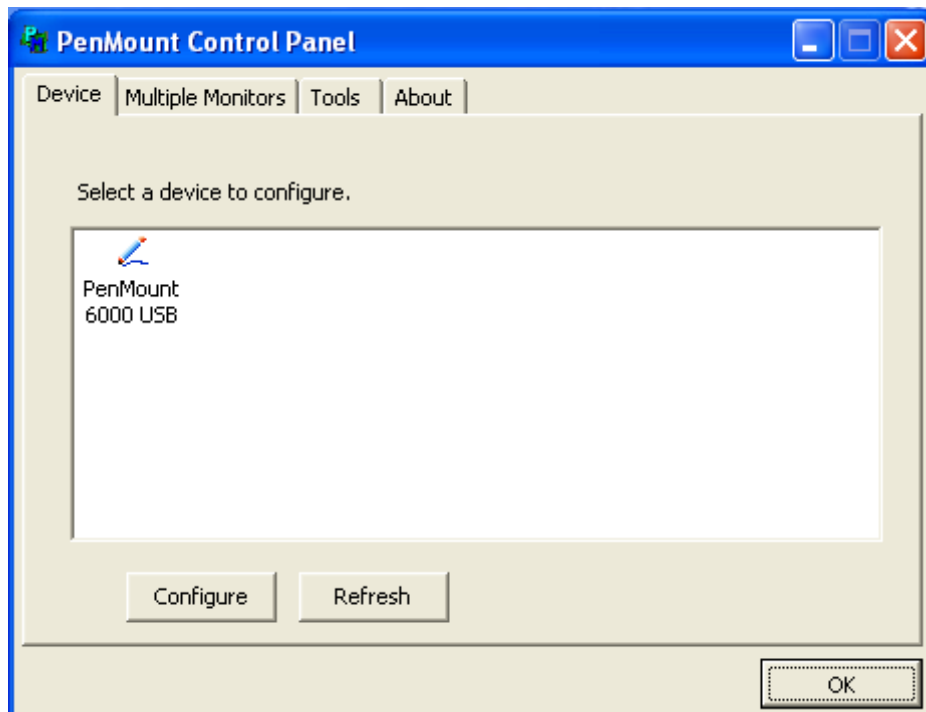 PenMount Control Panel
Device Multiple Monitors Tools About
Select a device to configure.
PenMount
6000 USB
Configure Refresh
OK